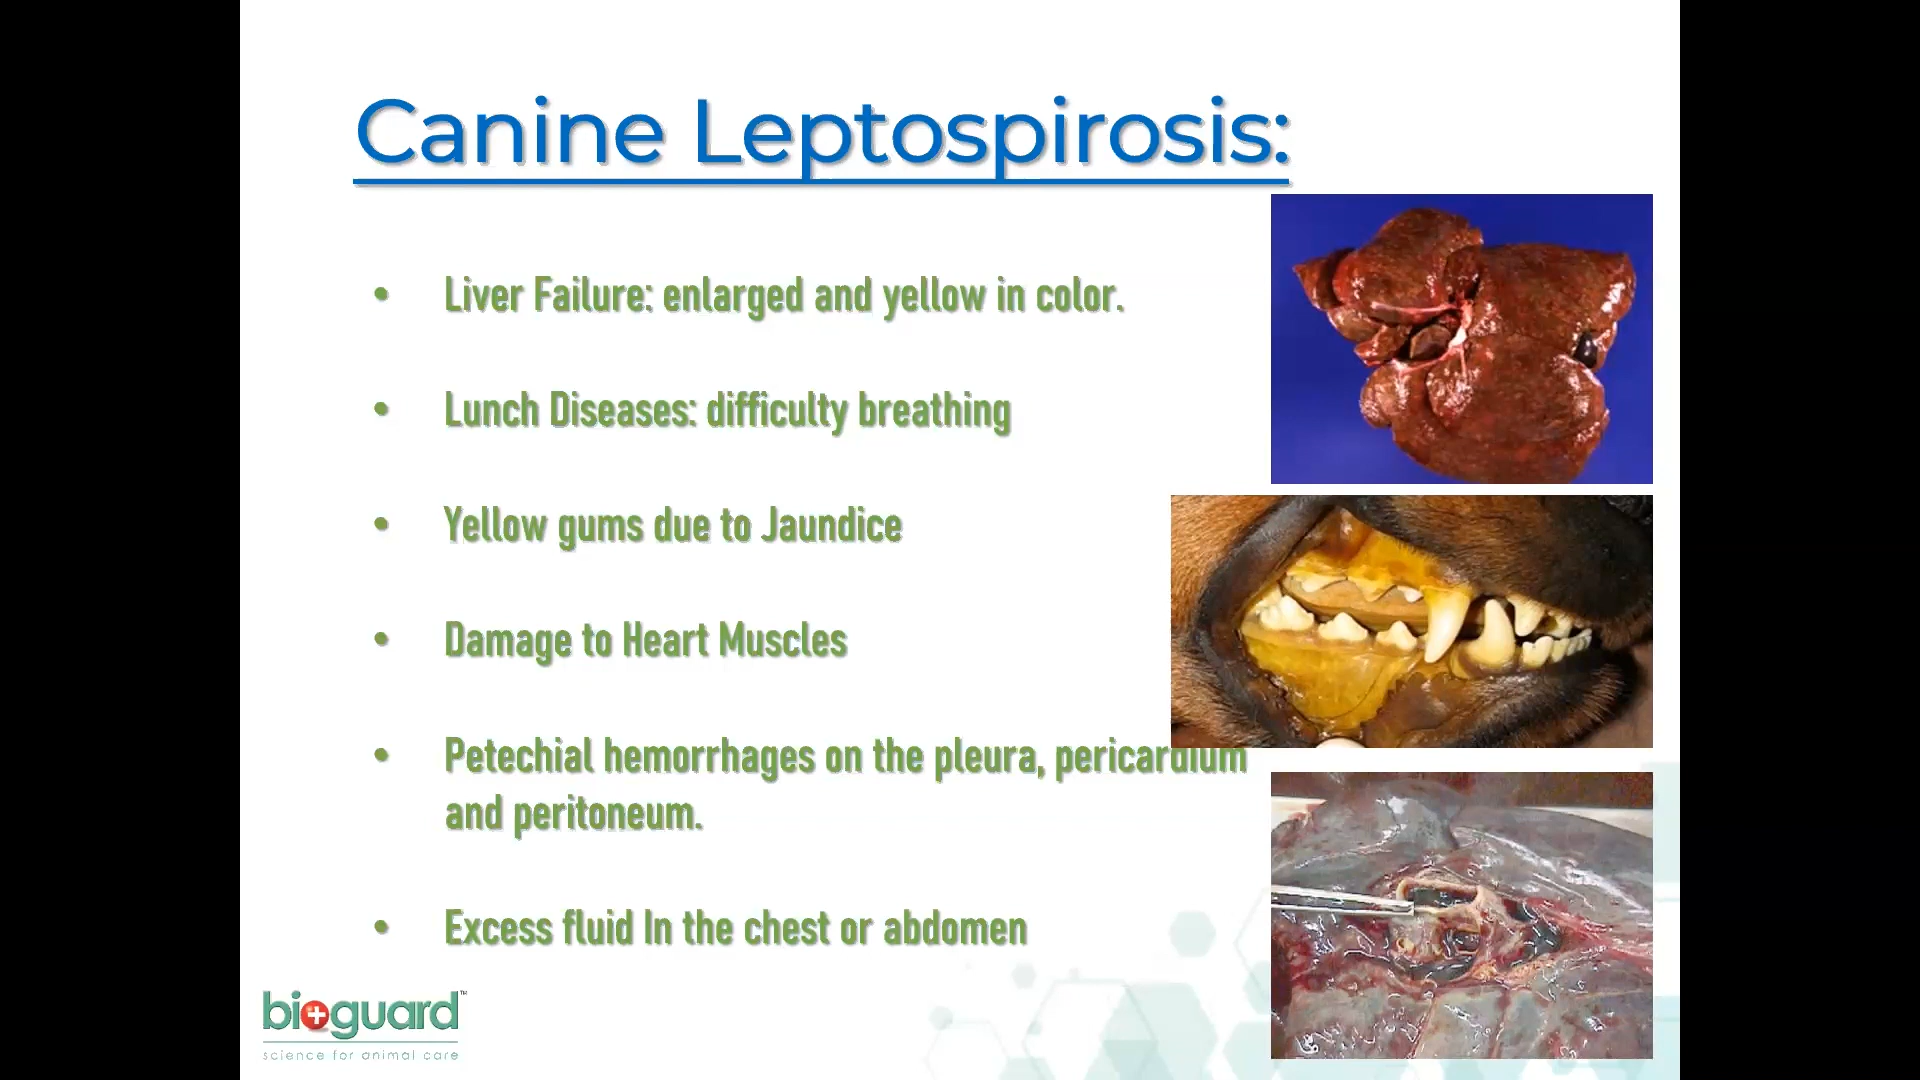 Canine Leptospirosis:
• Liver Failure: enlarged and yellow in color.
• Lunch Diseases: difficulty breathing
• Yellow gums due to Jaundice
• Damage to Heart Muscles
• Petechial hemorrhages on the pleura, pericardium
and peritoneum.
• Excess fluid In the chest or abdomen
bioguard™
science for animal care